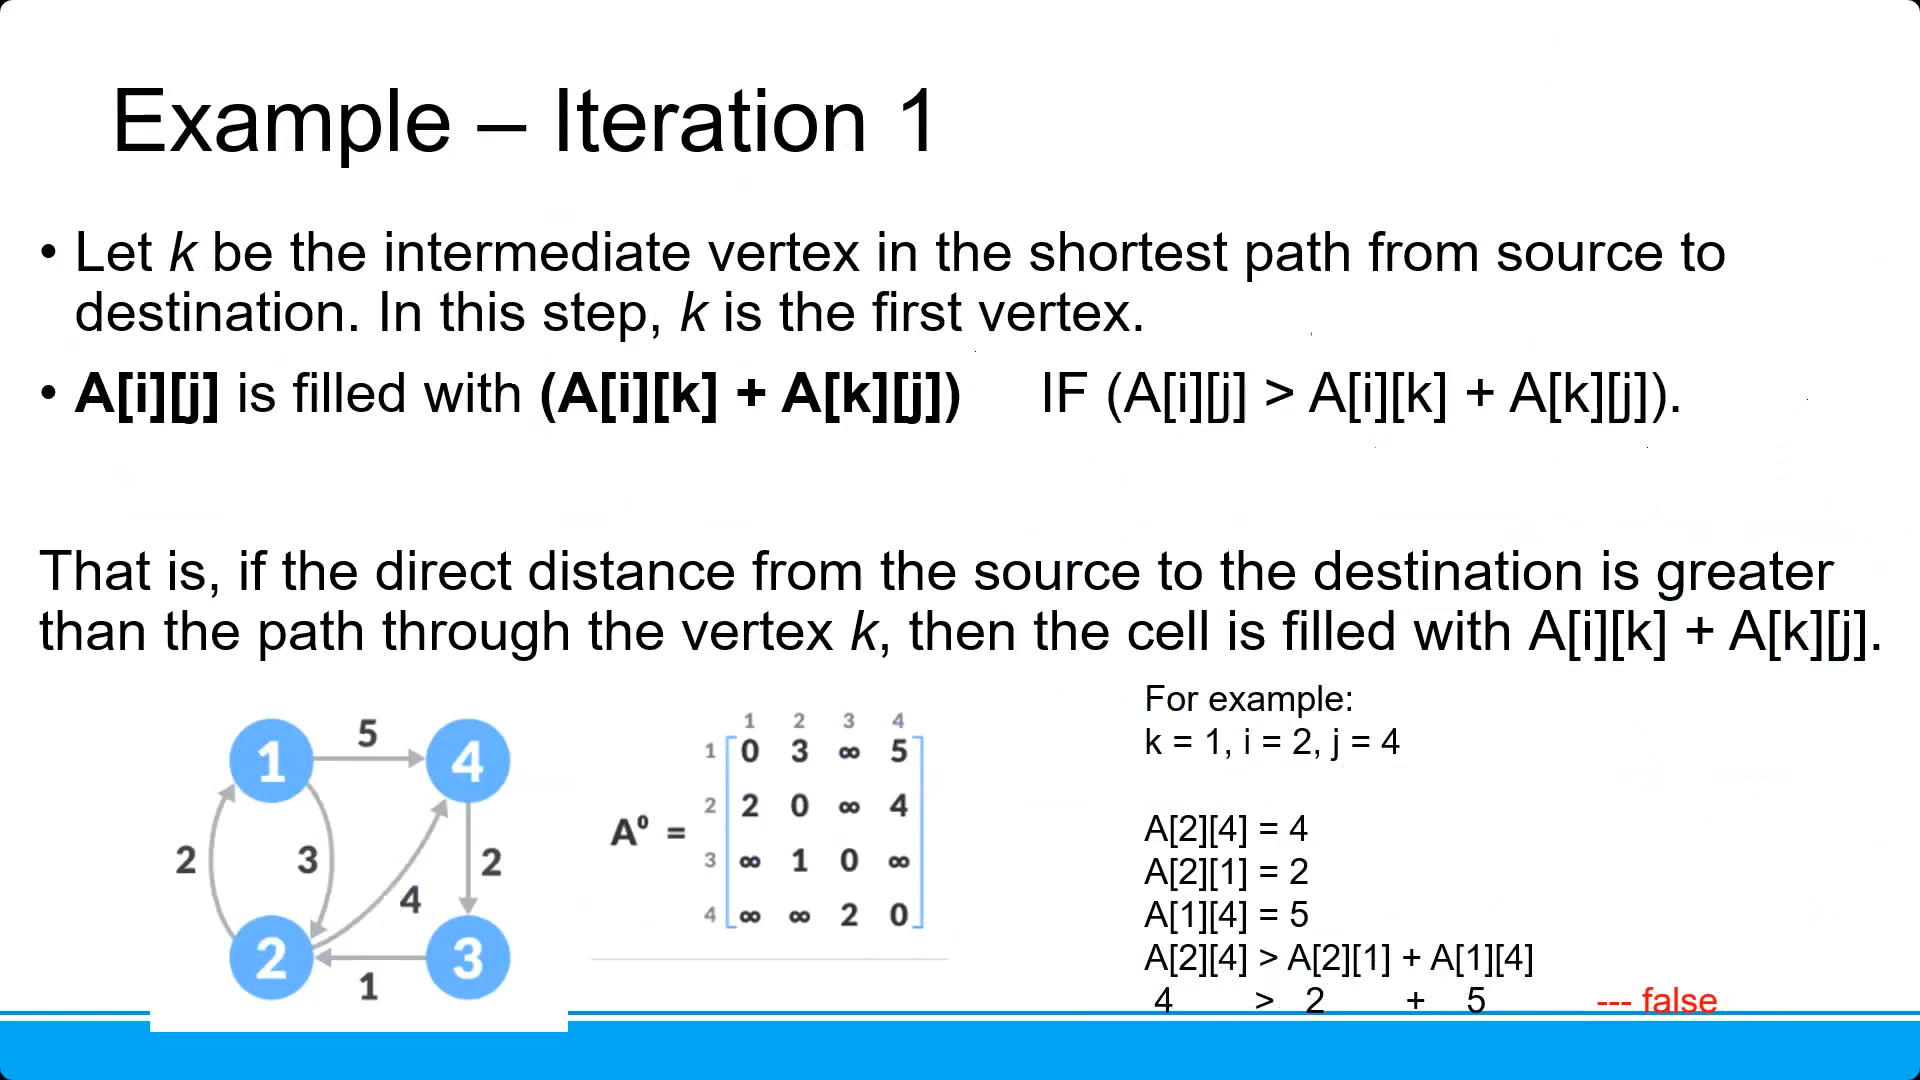 Example – Iteration 1
• Let k be the intermediate vertex in the shortest path from source to
destination. In this step, k is the first vertex.
• A[i][j] is filled with (A[i][k] + A[k][j]) IF (A[i][j] > A[i][k] + A[k][j]).
That is, if the direct distance from the source to the destination is greater
than the path through the vertex k, then the cell is filled with A[i][k] + A[k][j].
1 5 4
2 3 4 2
2 1 3
1 2 3 4
1 0 3 ∞ 5
2 2 0 ∞ 4
A⁰ =
3 ∞ 1 0 ∞
4 ∞ ∞ 2 0
For example:
k = 1, i = 2, j = 4
A[2][4] = 4
A[2][1] = 2
A[1][4] = 5
A[2][4] > A[2][1] + A[1][4]
4 > 2 + 5 --- false